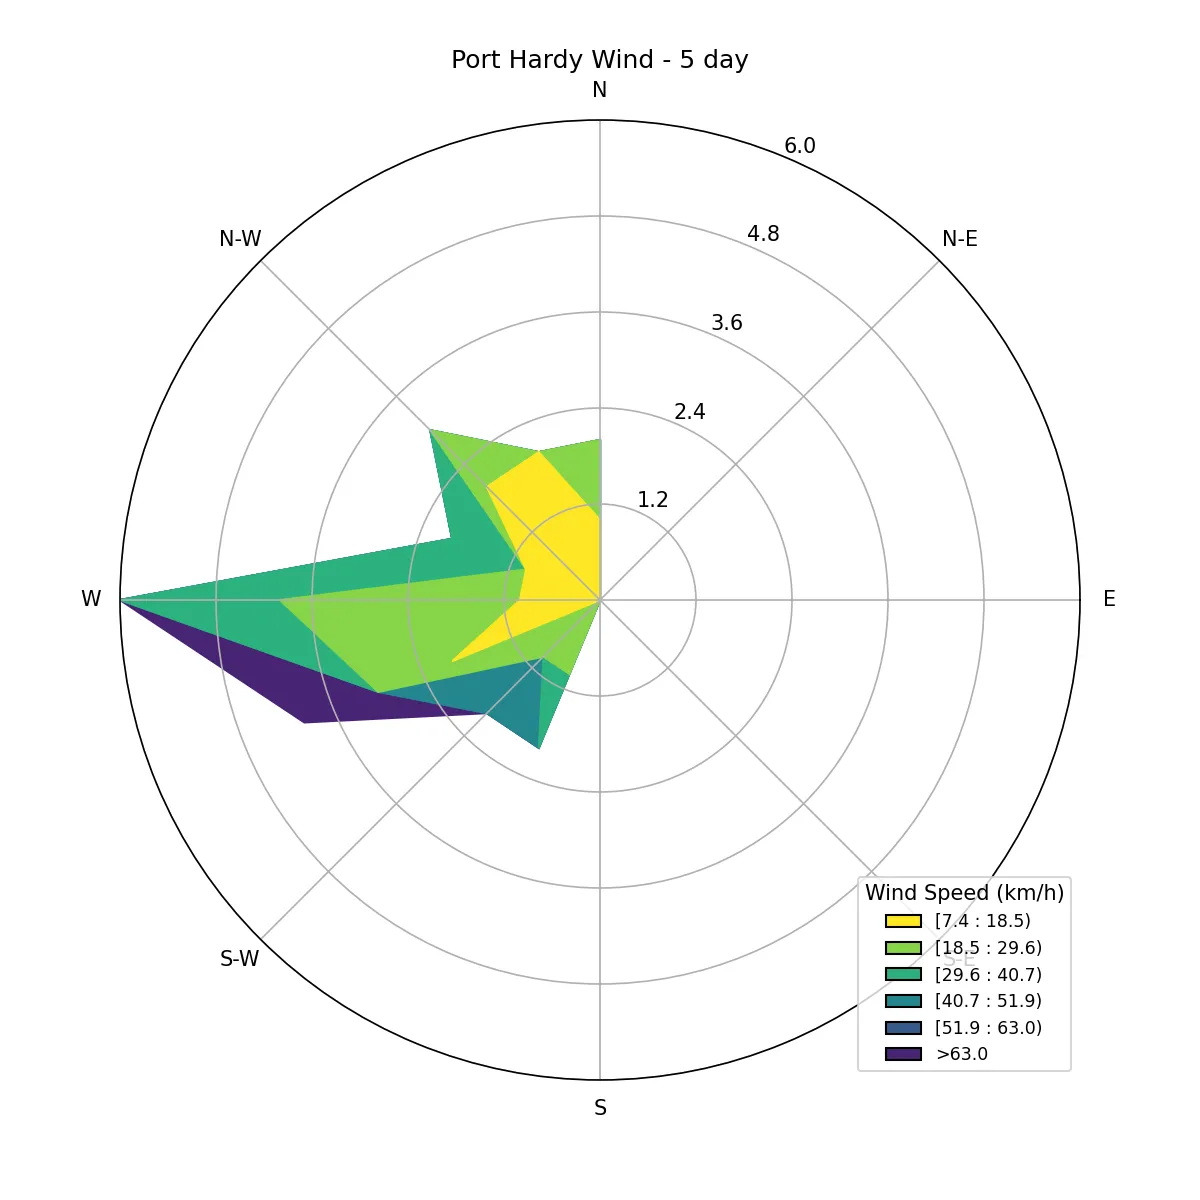 Port Hardy Wind - 5 day
N
6.0
N-W
N-E
4.8
3.6
2.4
1.2
W
E
S-W
S-E
S
Wind Speed (km/h)
[7.4 : 18.5)
[18.5 : 29.6)
[29.6 : 40.7)
[40.7 : 51.9)
[51.9 : 63.0)
>63.0